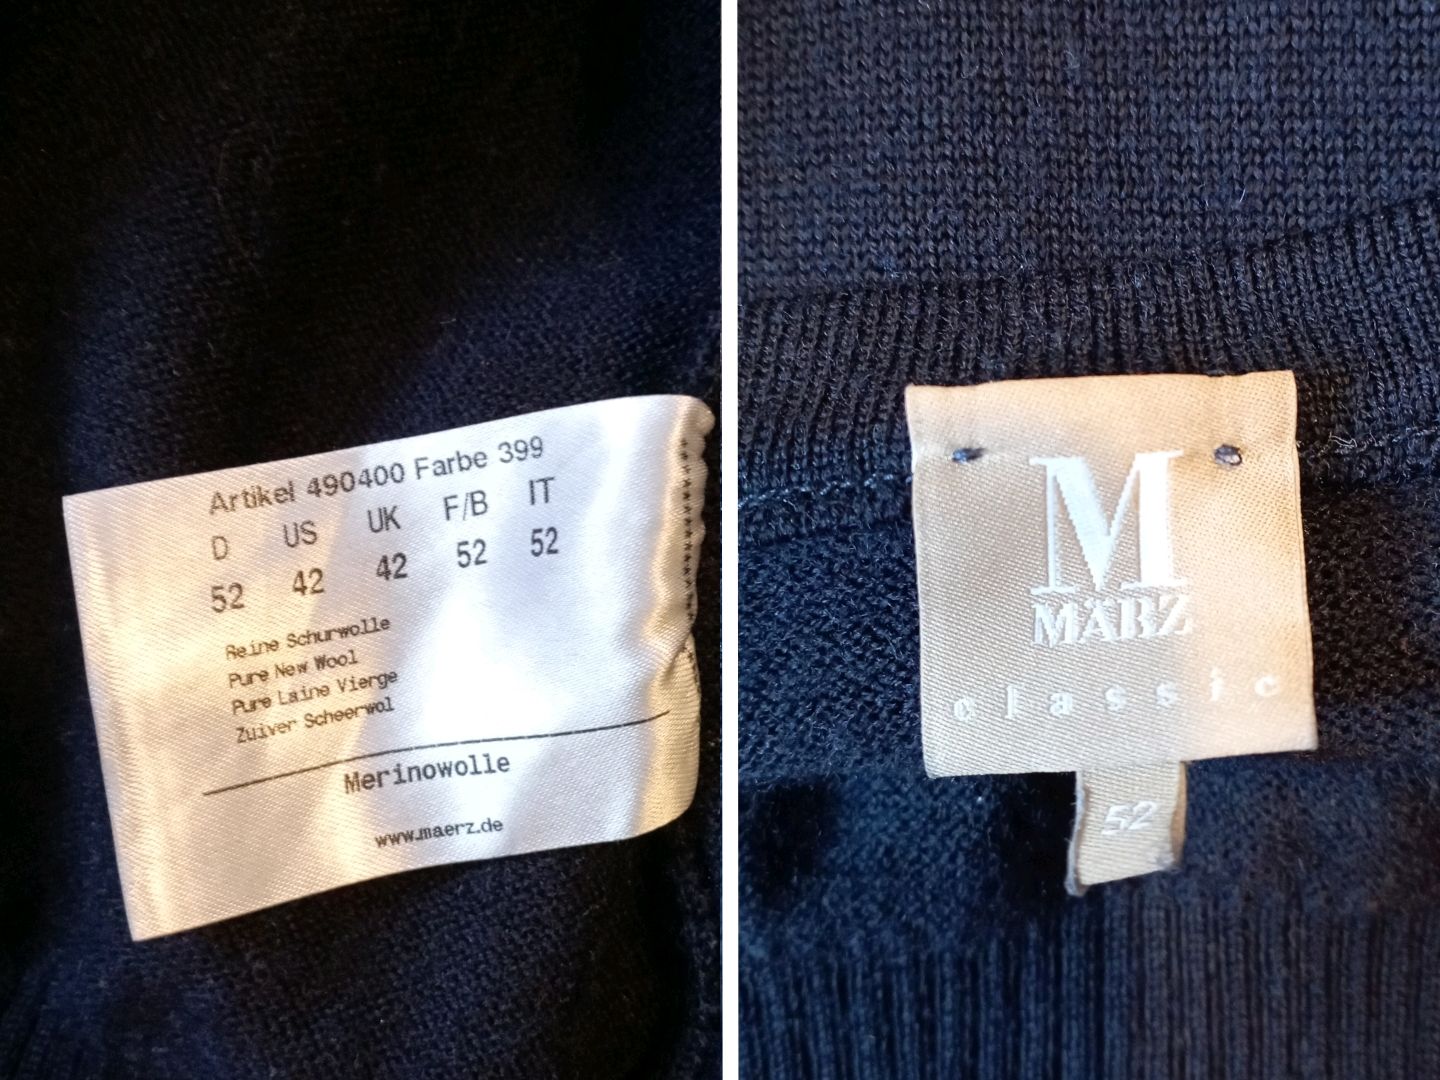 Artikel 490400 Farbe 399
D US UK F/B IT
52 42 42 52 52
Reine Schurwolle
Pure New Wool
Pure Laine Vierge
Zuiver Scheerwol
Merinowolle
www.maerz.de
M
MÄRZ
classic
52